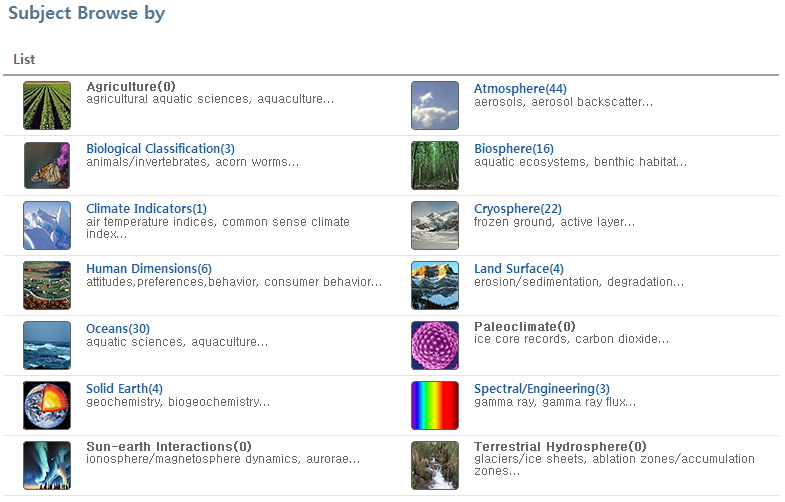 Subject Browse by
List
Agriculture(0)
agricultural aquatic sciences, aquaculture...
Atmosphere(44)
aerosols, aerosol backscatter...
Biological Classification(3)
animals/invertebrates, acorn worms...
Biosphere(16)
aquatic ecosystems, benthic habitat...
Climate Indicators(1)
air temperature indices, common sense climate
index...
Cryosphere(22)
frozen ground, active layer...
Human Dimensions(6)
attitudes,preferences,behavior, consumer behavior...
Land Surface(4)
erosion/sedimentation, degradation...
Oceans(30)
aquatic sciences, aquaculture...
Paleoclimate(0)
ice core records, carbon dioxide...
Solid Earth(4)
geochemistry, biogeochemistry...
Spectral/Engineering(3)
gamma ray, gamma ray flux...
Sun-earth Interactions(0)
ionosphere/magnetosphere dynamics, aurorae...
Terrestrial Hydrosphere(0)
glaciers/ice sheets, ablation zones/accumulation
zones...